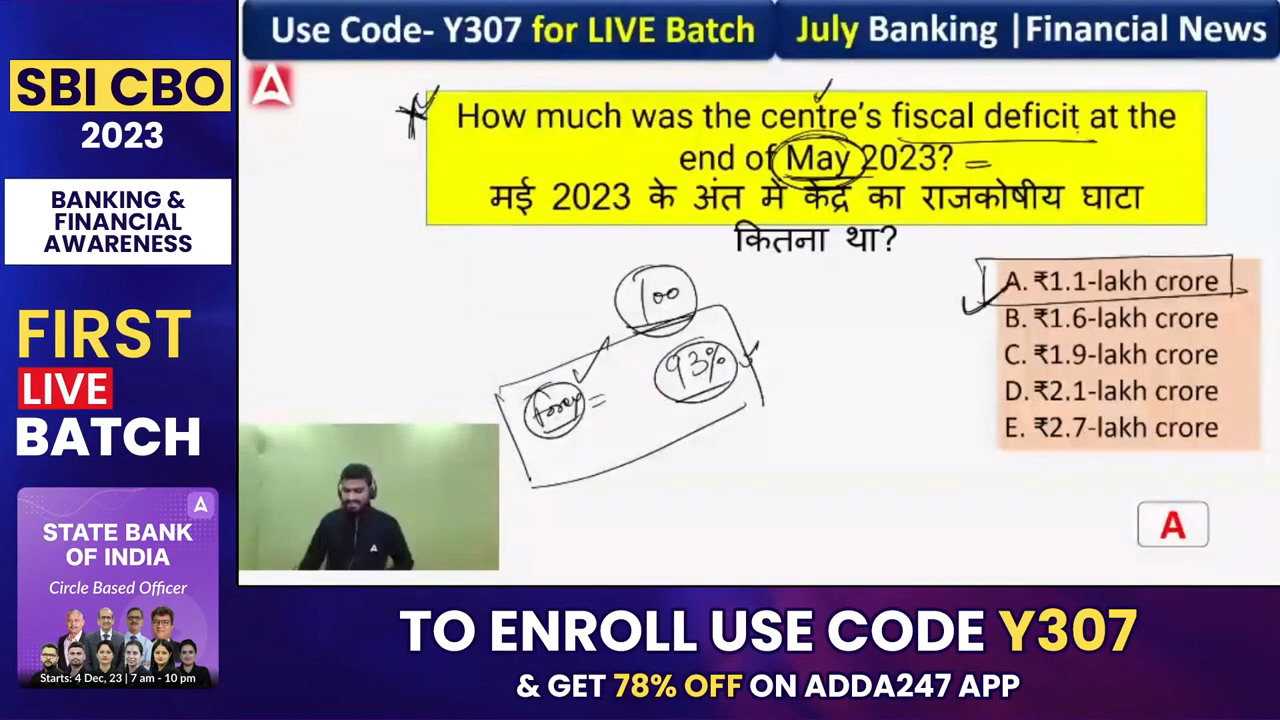 Use Code- Y307 for LIVE Batch
July Banking |Financial News
SBI CBO
2023
BANKING &
FINANCIAL
AWARENESS
FIRST
LIVE
BATCH
STATE BANK
OF INDIA
Circle Based Officer
Starts: 4 Dec, 23 | 7 am - 10 pm
How much was the centre's fiscal deficit at the
end of May 2023? =
मई 2023 के अंत में केंद्र का राजकोषीय घाटा
कितना था?
100
93%
=
A. ₹1.1-lakh crore
B. ₹1.6-lakh crore
C. ₹1.9-lakh crore
D. ₹2.1-lakh crore
E. ₹2.7-lakh crore
A
TO ENROLL USE CODE Y307
& GET 78% OFF ON ADDA247 APP